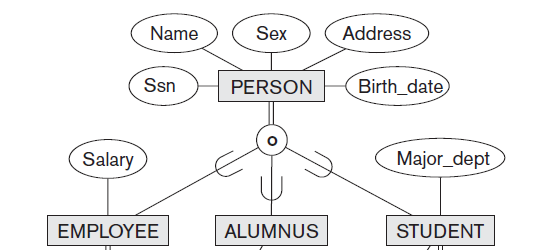 Name
Sex
Address
Ssn
PERSON
Birth_date
o
Salary
Major_dept
EMPLOYEE
ALUMNUS
STUDENT